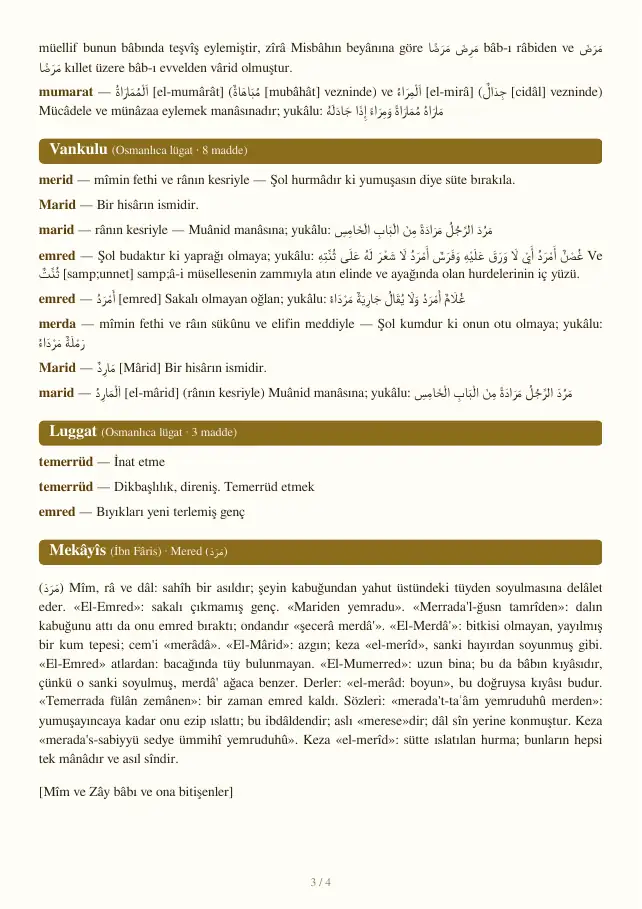 müellif bunun bâbında teşvîş eylemiştir, zîrâ Misbâhın beyânına göre مَرِضَ مَرَضًا bâb-ı râbiden ve مَرَضَ
مَرَضًا kıllet üzere bâb-ı evvelden vârid olmuştur.
mumarat — اَلْمُمَارَاةُ [el-mumârât] (مُبَاهَاةٌ [mubâhât] vezninde) ve اَلْمِرَاءُ [el-mirâ] (جِدَالٌ [cidâl] vezninde)
Mücâdele ve münâzaa eylemek manâsınadır; yukâlu: مَارَاهُ مُمَارَاةً وَمِرَاءً إِذَا جَادَلَهُ
Vankulu (Osmanlıca lügat · 8 madde)
merid — mîmin fethi ve rânın kesriyle — Şol hurmâdır ki yumuşasın diye süte bırakıla.
Marid — Bir hisârın ismidir.
marid — rânın kesriyle — Muânid manâsına; yukâlu: مَرُدَ الرَّجُلُ مَرَادَةً مِنَ الْبَابِ الْخَامِسِ
emred — Şol budaktır ki yaprağı olmaya; yukâlu: غُصْنٌ أَمْرَدُ أَيْ لَا وَرَقَ عَلَيْهِ وَفَرَسٌ أَمْرَدُ لَا شَعَرَ لَهُ عَلَى ثُنَّتِهِ Ve
ثُنَّتٌ [samp;unnet] samp;â-i müsellesenin zammıyla atın elinde ve ayağında olan hurdelerinin iç yüzü.
emred — أَمْرَدُ [emred] Sakalı olmayan oğlan; yukâlu: غُلَامٌ أَمْرَدُ وَلَا يُقَالُ جَارِيَةٌ مَرْدَاءُ
merda — mîmin fethi ve râın sükûnu ve elifin meddiyle — Şol kumdur ki onun otu olmaya; yukâlu:
رَمْلَةٌ مَرْدَاءُ
Marid — مَارِدٌ [Mârid] Bir hisârın ismidir.
marid — اَلْمَارِدُ [el-mârid] (rânın kesriyle) Muânid manâsına; yukâlu: مَرُدَ الرَّجُلُ مَرَادَةً مِنَ الْبَابِ الْخَامِسِ
Luggat (Osmanlıca lügat · 3 madde)
temerrüd — İnat etme
temerrüd — Dikbaşlılık, direniş. Temerrüd etmek
emred — Bıyıkları yeni terlemiş genç
Mekâyîs (İbn Fâris) · Mered (مَرَدَ)
(مَرَدَ) Mîm, râ ve dâl: sahîh bir asıldır; şeyin kabuğundan yahut üstündeki tüyden soyulmasına delâlet
eder. «El-Emred»: sakalı çıkmamış genç. «Mariden yemradu». «Merrada'l-ğusn tamrîden»: dalın
kabuğunu attı da onu emred bıraktı; ondandır «şecerâ merdâ'». «El-Merdâ'»: bitkisi olmayan, yayılmış
bir kum tepesi; cem'i «merâdâ». «El-Mârid»: azgın; keza «el-merîd», sanki hayırdan soyunmuş gibi.
«El-Emred» atlardan: bacağında tüy bulunmayan. «El-Mumerred»: uzun bina; bu da bâbın kıyâsıdır,
çünkü o sanki soyulmuş, merdâ' ağaca benzer. Derler: «el-merâd: boyun», bu doğruysa kıyâsı budur.
«Temerrada fülân zemânen»: bir zaman emred kaldı. Sözleri: «merada't-ta'âm yemruduhû merden»:
yumuşayıncaya kadar onu ezip ıslattı; bu ibdâldendir; aslı «merese»dir; dâl sîn yerine konmuştur. Keza
«merada's-sabiyyü sedye ümmihî yemruduhû». Keza «el-merîd»: sütte ıslatılan hurma; bunların hepsi
tek mânâdır ve asıl sîndir.
[Mîm ve Zây bâbı ve ona bitişenler]
3 / 4